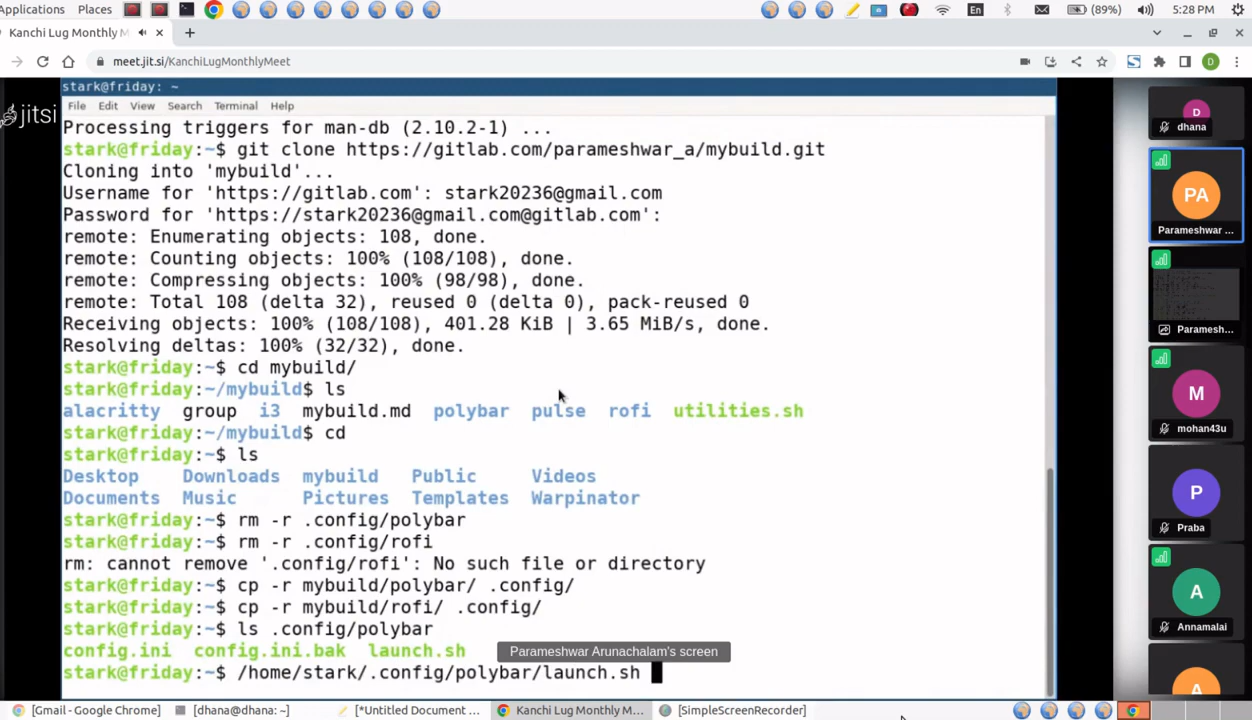 Applications Places En (89%) 5:28 PM
Kanchi Lug Monthly M
meet.jit.si/KanchiLugMonthlyMeet D
stark@friday: ~
File Edit View Search Terminal Help
jitsi
Processing triggers for man-db (2.10.2-1) ...
stark@friday:~$ git clone https://gitlab.com/parameshwar_a/mybuild.git
Cloning into 'mybuild'...
Username for 'https://gitlab.com': stark20236@gmail.com
Password for 'https://stark20236@gmail.com@gitlab.com':
remote: Enumerating objects: 108, done.
remote: Counting objects: 100% (108/108), done.
remote: Compressing objects: 100% (98/98), done.
remote: Total 108 (delta 32), reused 0 (delta 0), pack-reused 0
Receiving objects: 100% (108/108), 401.28 KiB | 3.65 MiB/s, done.
Resolving deltas: 100% (32/32), done.
stark@friday:~$ cd mybuild/
stark@friday:~/mybuild$ ls
alacritty group i3 mybuild.md polybar pulse rofi utilities.sh
stark@friday:~/mybuild$ cd
stark@friday:~$ ls
Desktop Downloads mybuild Public Videos
Documents Music Pictures Templates Warpinator
stark@friday:~$ rm -r .config/polybar
stark@friday:~$ rm -r .config/rofi
rm: cannot remove '.config/rofi': No such file or directory
stark@friday:~$ cp -r mybuild/polybar/ .config/
stark@friday:~$ cp -r mybuild/rofi/ .config/
stark@friday:~$ ls .config/polybar
config.ini config.ini.bak launch.sh
stark@friday:~$ /home/stark/.config/polybar/launch.sh
Parameshwar Arunachalam's screen
D
dhana
PA
Parameshwar ...
Paramesh...
M
mohan43u
P
Praba
A
Annamalai
A
[Gmail - Google Chrome] [dhana@dhana: ~] [*Untitled Document ... Kanchi Lug Monthly M... [SimpleScreenRecorder]